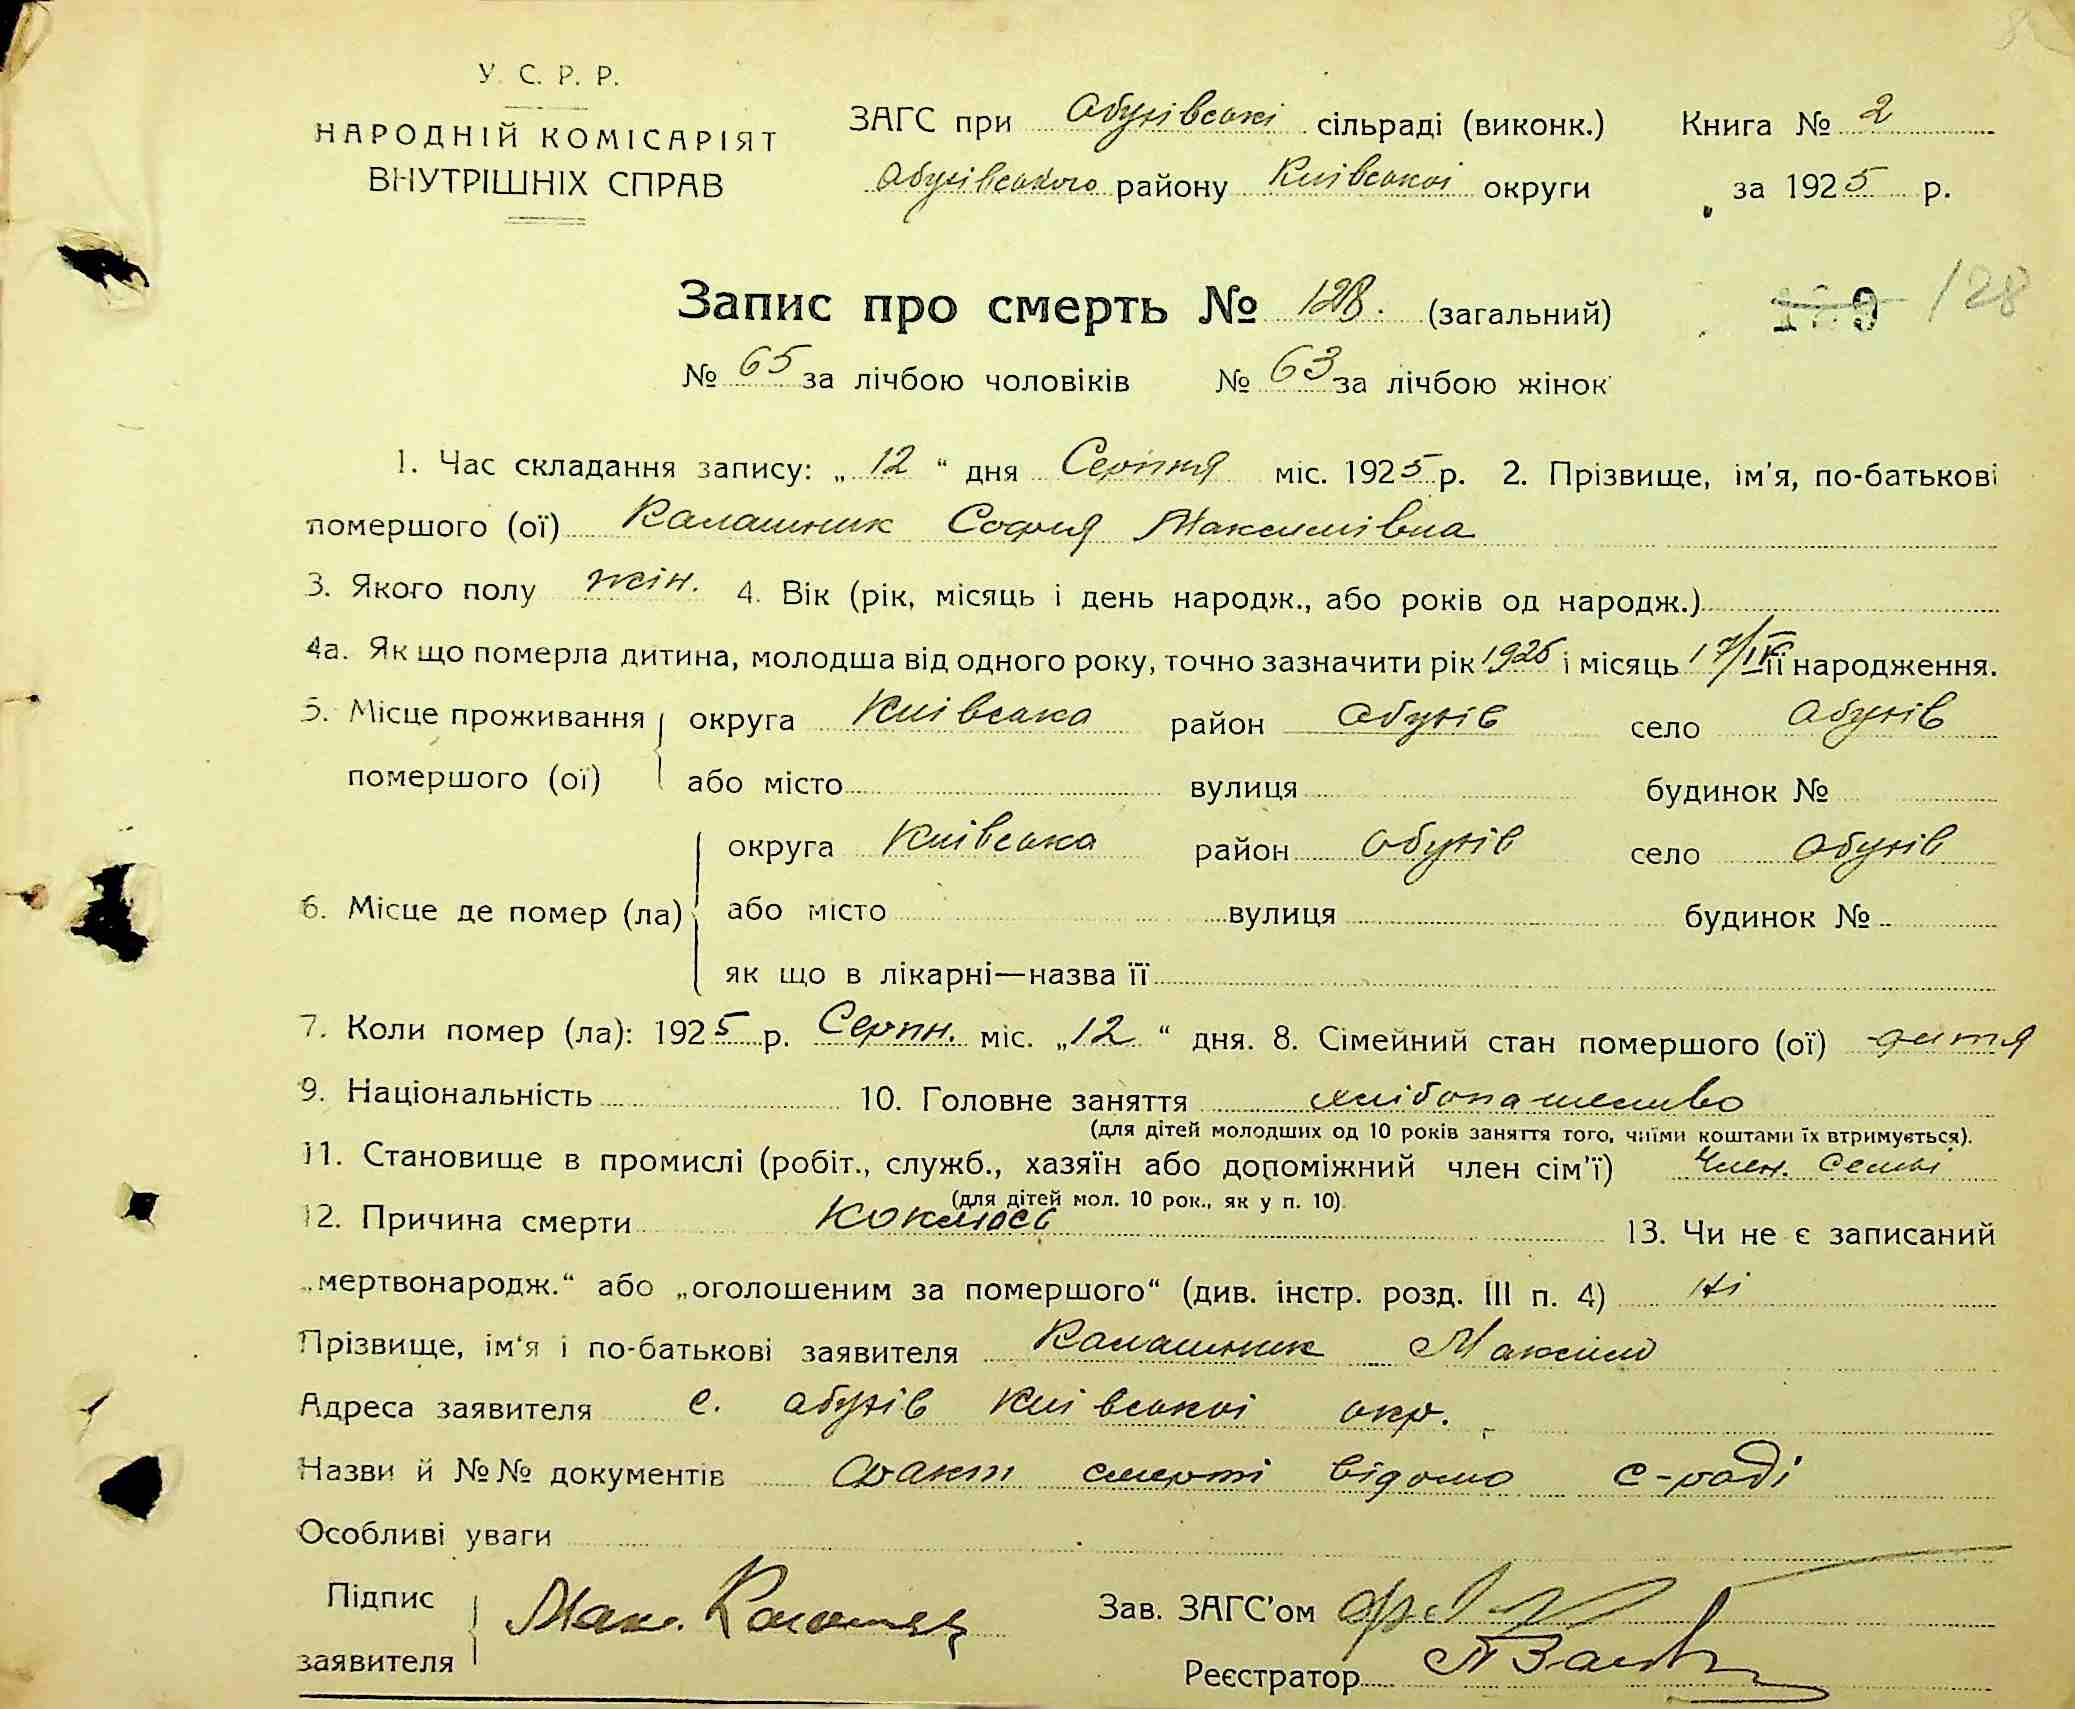 У. С. Р. Р.
НАРОДНІЙ КОМІСАРІЯТ
ВНУТРІШНІХ СПРАВ
ЗАГС при Обухівські сільраді (виконк.) Книга № 2
Обухівського району Київської округи за 1925 р.
Запис про смерть № 128. (загальний) 128
№ 65 за лічбою чоловіків № 63 за лічбою жінок
1. Час складання запису: „12“ дня Серпня міс. 1925 р. 2. Прізвище, ім'я, по-батькові
помершого (ої) Калашник Софія Максимівна
3. Якого полу жін. 4. Вік (рік, місяць і день народж., або років од народж.)
4а. Як що померла дитина, молодша від одного року, точно зазначити рік 1925 і місяць 17/IV її народження.
5. Місце проживання округа Київська район Обухів село Обухів
помершого (ої) або місто вулиця будинок №
округа Київська район Обухів село Обухів
6. Місце де помер (ла) або місто вулиця будинок №
як що в лікарні—назва її
7. Коли помер (ла): 1925 р. Серпн. міс. „12“ дня. 8. Сімейний стан помершого (ої) дитя
9. Національність 10. Головне заняття хлібопашество
(для дітей молодших од 10 років заняття того, чиїми коштами їх втримується).
11. Становище в промислі (робіт., служб., хазяїн або допоміжний член сім'ї) Член. Семьї
(для дітей мол. 10 рок., як у п. 10).
12. Причина смерти Коклюсь 13. Чи не є записаний
„мертвонародж.“ або „оголошеним за помершого“ (див. інстр. розд. III п. 4) Ні
Прізвище, ім'я і по-батькові заявителя Калашник Максим
Адреса заявителя с. Обухів Київської окр.
Назви й №№ документів Факт смерті відомо с-раді
Особливі уваги
Підпис Мак. Зав. ЗАГС'ом
заявителя Реєстратор